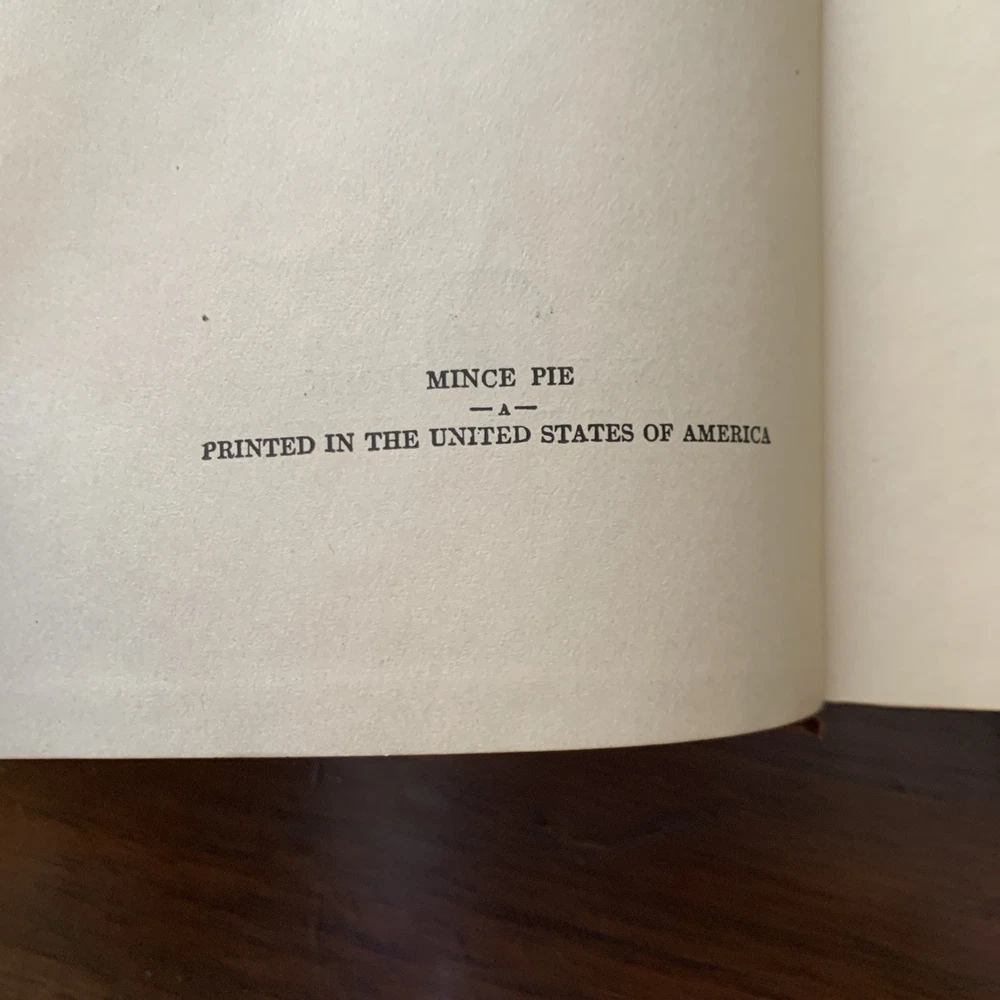 MINCE PIE
—A—
PRINTED IN THE UNITED STATES OF AMERICA